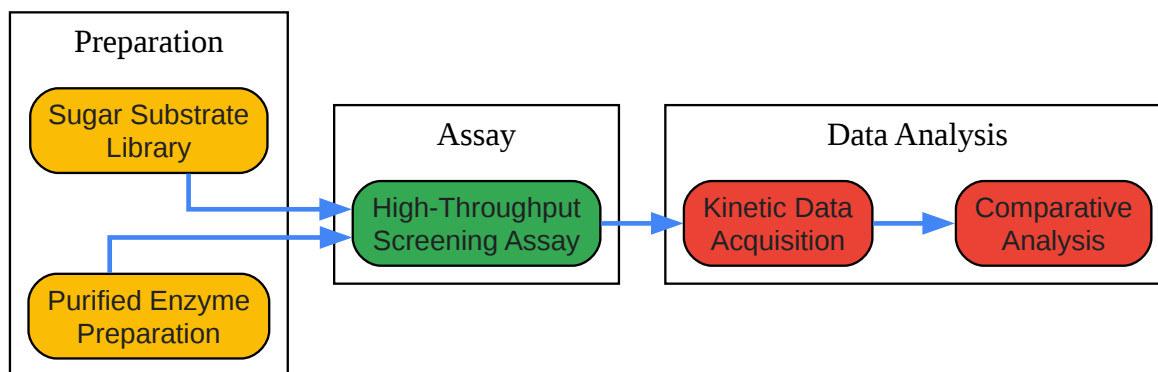 Preparation
Sugar Substrate
Library
Purified Enzyme
Preparation
Assay
High-Throughput
Screening Assay
Data Analysis
Kinetic Data
Acquisition
Comparative
Analysis